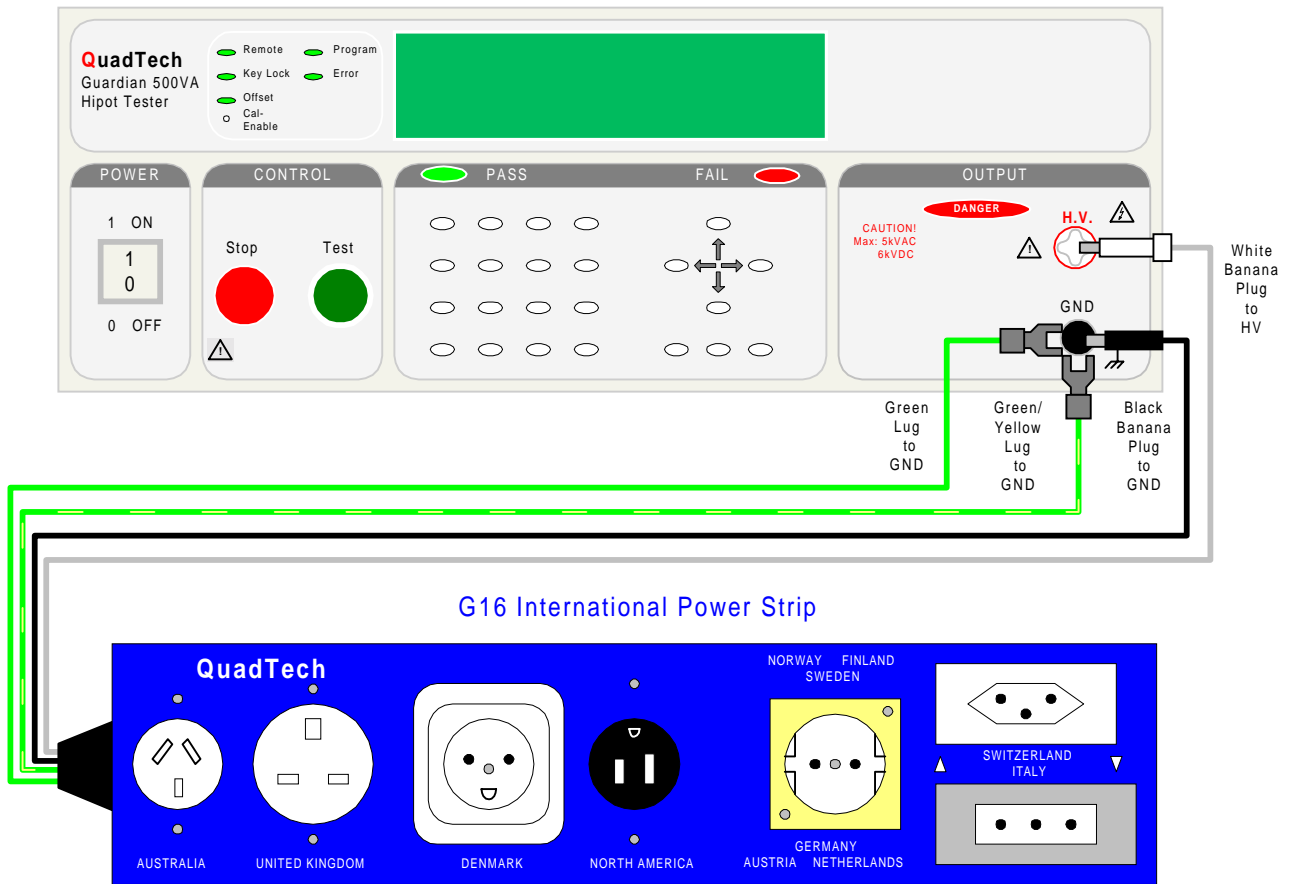 QuadTech
Guardian 500VA
Hipot Tester
Remote
Program
Key Lock
Error
Offset
Cal-
Enable
POWER
CONTROL
PASS
FAIL
OUTPUT
1 ON
1
0
0 OFF
Stop
Test
DANGER
CAUTION!
Max: 5kVAC
6kVDC
H.V.
GND
White
Banana
Plug
to
HV
Green
Lug
to
GND
Green/
Yellow
Lug
to
GND
Black
Banana
Plug
to
GND
G16 International Power Strip
QuadTech
NORWAY FINLAND
SWEDEN
SWITZERLAND
ITALY
AUSTRALIA
UNITED KINGDOM
DENMARK
NORTH AMERICA
GERMANY
AUSTRIA NETHERLANDS